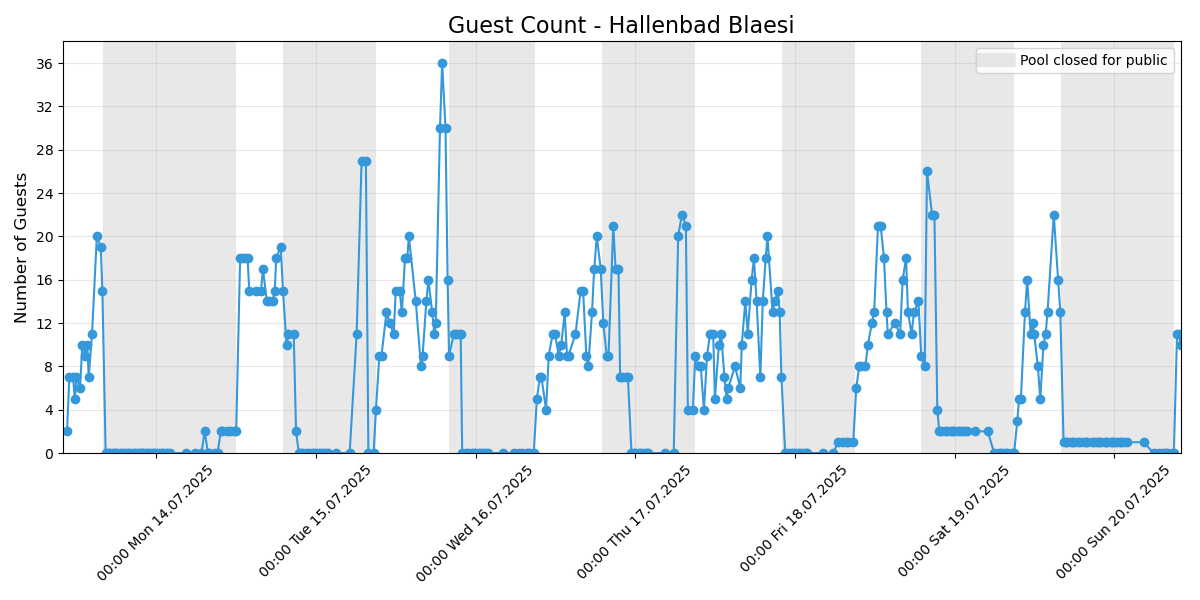 Guest Count - Hallenbad Blaesi
Pool closed for public
Number of Guests
36
32
28
24
20
16
12
8
4
0
00:00 Mon 14.07.2025
00:00 Tue 15.07.2025
00:00 Wed 16.07.2025
00:00 Thu 17.07.2025
00:00 Fri 18.07.2025
00:00 Sat 19.07.2025
00:00 Sun 20.07.2025